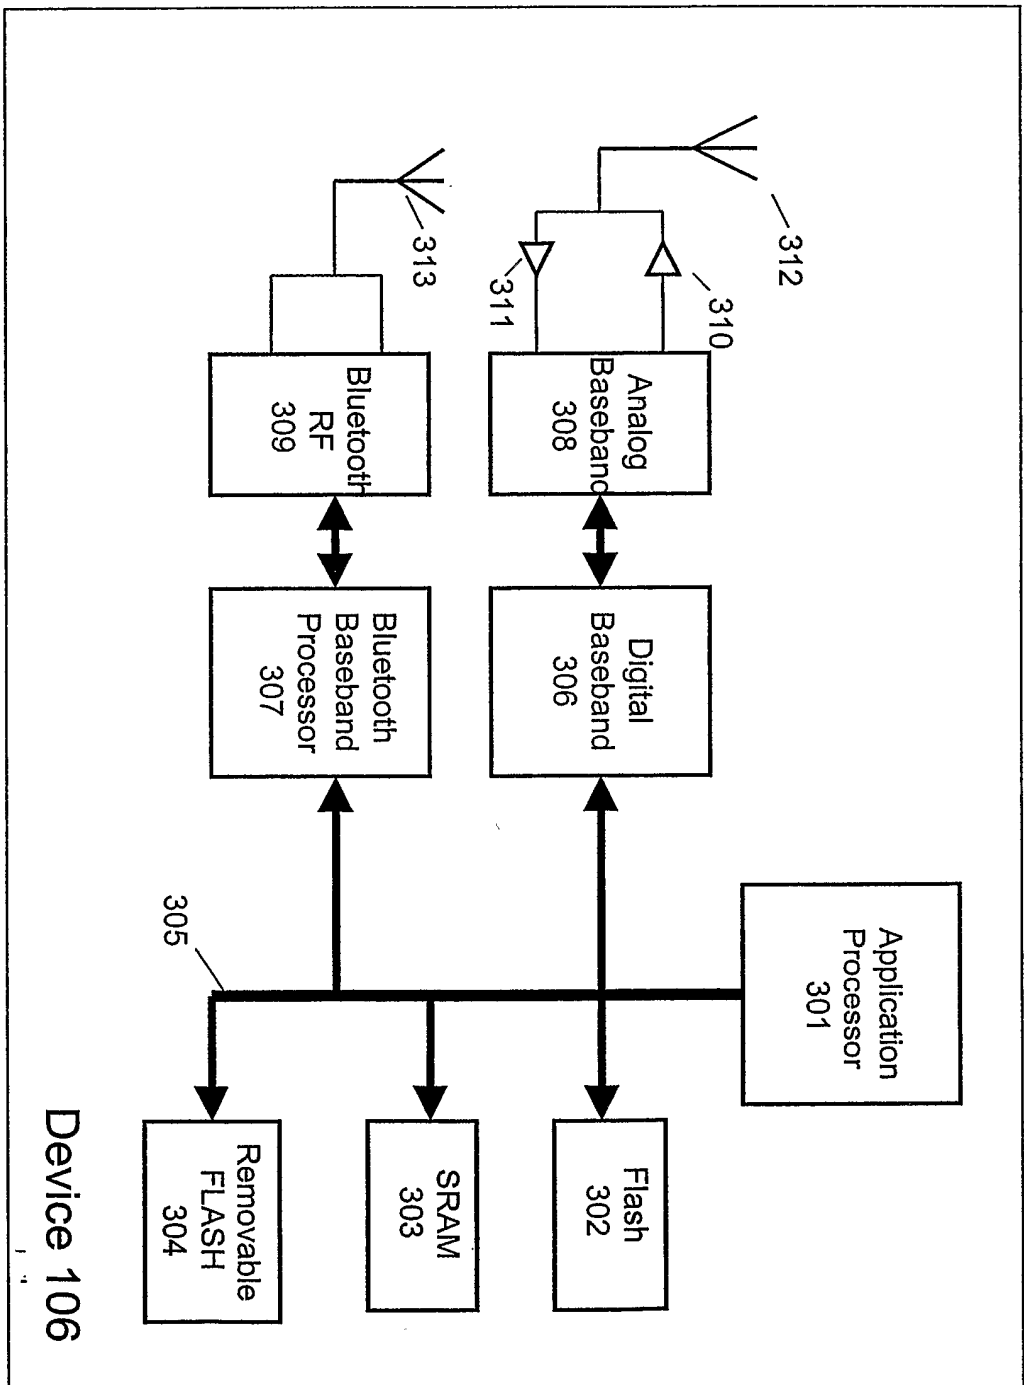 312
310
311
313
Analog
Baseband
308
Bluetooth
RF
309
Digital
Baseband
306
Bluetooth
Baseband
Processor
307
Application
Processor
301
305
Flash
302
SRAM
303
Removable
FLASH
304
Device 106